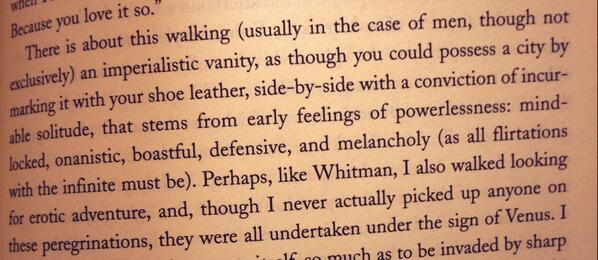 when
Because you love it so.”
There is about this walking (usually in the case of men, though not
exclusively) an imperialistic vanity, as though you could possess a city by
marking it with your shoe leather, side-by-side with a conviction of incur-
able solitude, that stems from early feelings of powerlessness: mind-
locked, onanistic, boastful, defensive, and melancholy (as all flirtations
with the infinite must be). Perhaps, like Whitman, I also walked looking
for erotic adventure, and, though I never actually picked up anyone on
these peregrinations, they were all undertaken under the sign of Venus. I
itself so much as to be invaded by sharp